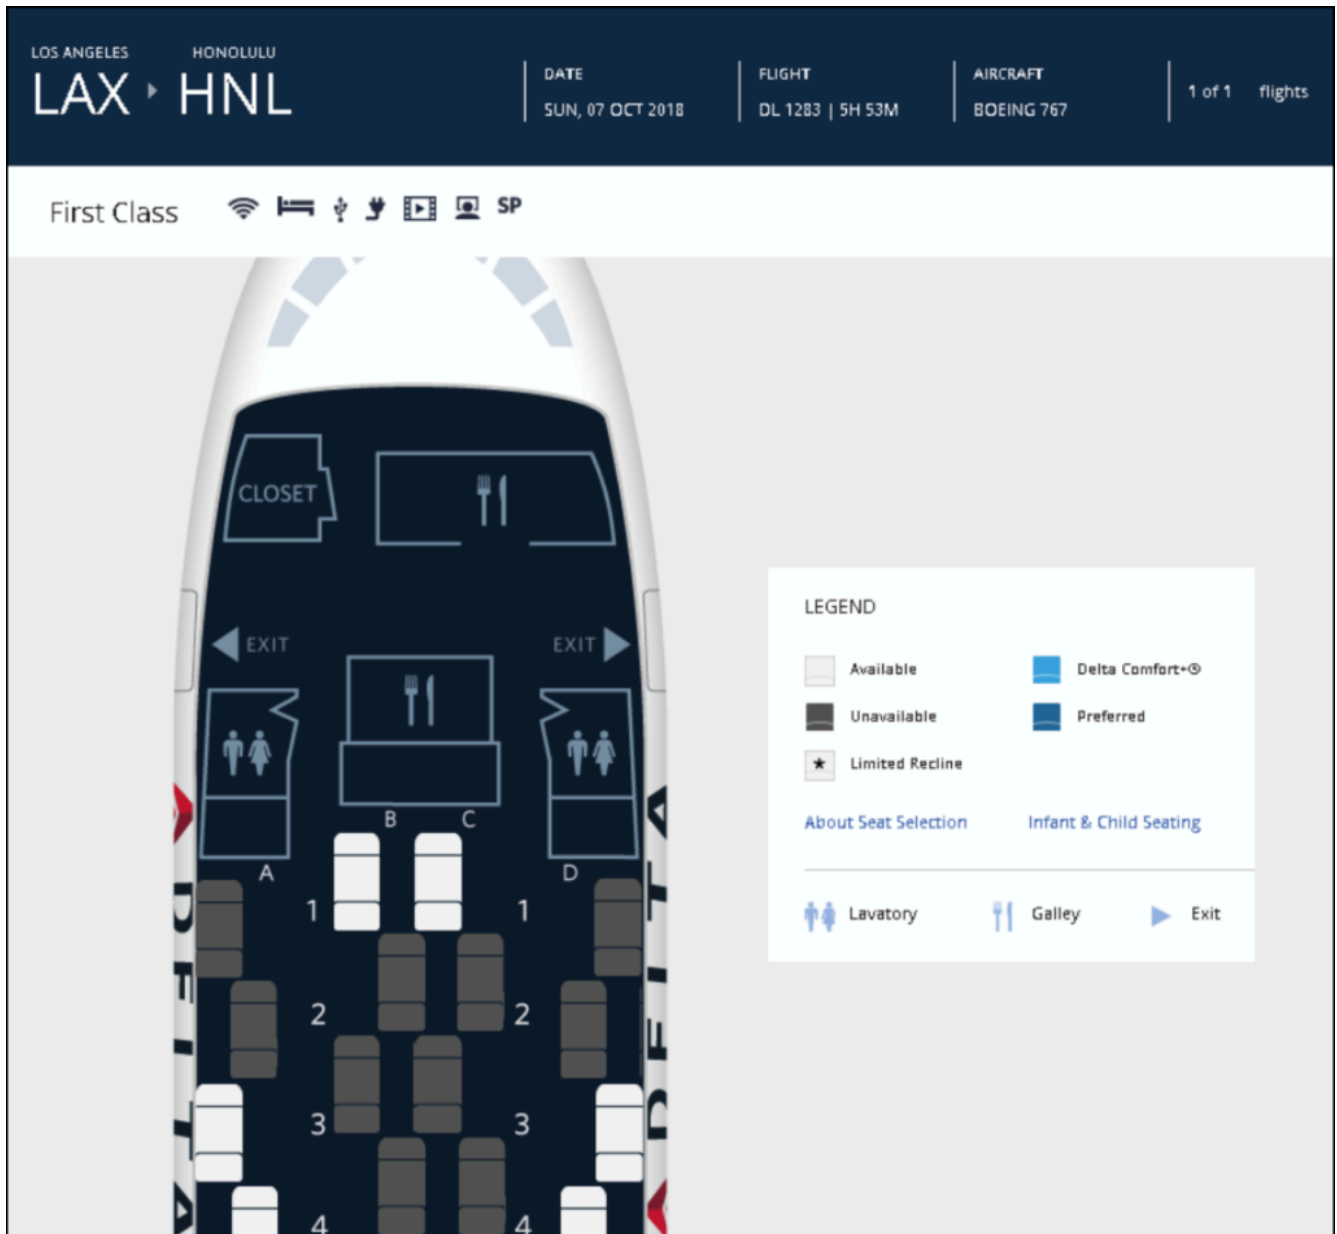 LOS ANGELES HONOLULU
LAX HNL
DATE
SUN, 07 OCT 2018
FLIGHT
DL 1283 | 5H 53M
AIRCRAFT
BOEING 767
1 of 1 flights
First Class SP
CLOSET
EXIT EXIT
B C
A D
1 1
2 2
3 3
4 4
DELTA
DELTA
LEGEND
Available Delta Comfort+
Unavailable Preferred
Limited Recline
About Seat Selection Infant & Child Seating
Lavatory Galley Exit